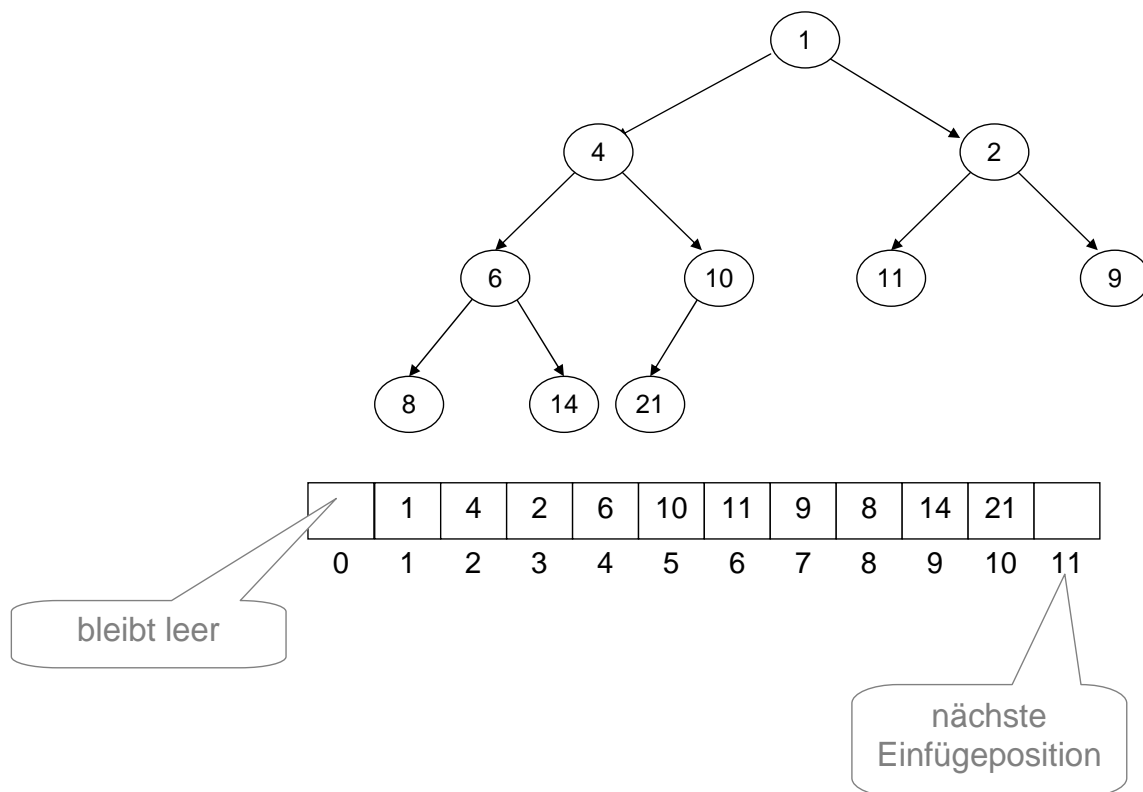 1
4 2
6 10 11 9
8 14 21
1 4 2 6 10 11 9 8 14 21
0 1 2 3 4 5 6 7 8 9 10 11
bleibt leer
nächste
Einfügeposition